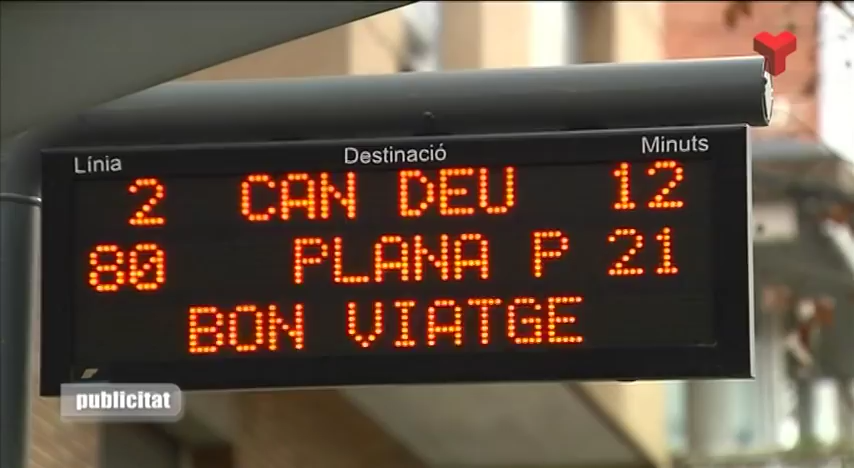 Línia Destinació Minuts
2 CAN DEU 12
80 PLANA P 21
BON VIATGE
publicitat